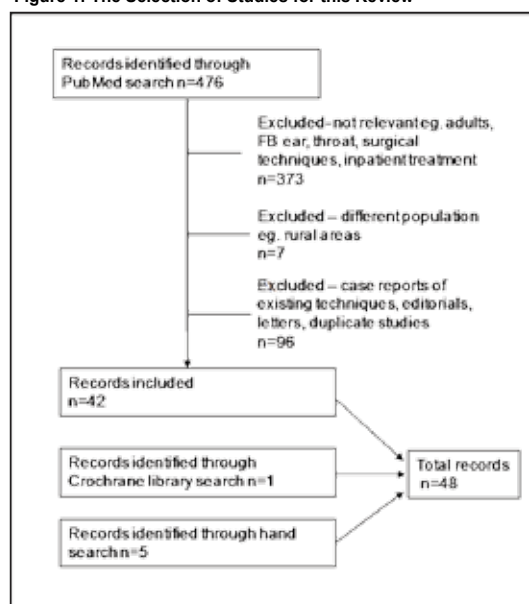 Figure 1. The Selection of Studies for this Review
Records identified through
PubMed search n=476
Excluded–not relevant eg. adults,
FB ear, throat, surgical
techniques, inpatient treatment
n=373
Excluded – different population
eg. rural areas
n=7
Excluded – case reports of
existing techniques, editorials,
letters, duplicate studies
n=96
Records included
n=42
Records identified through
Crochrane library search n=1
Records identified through hand
search n=5
Total records
n=48